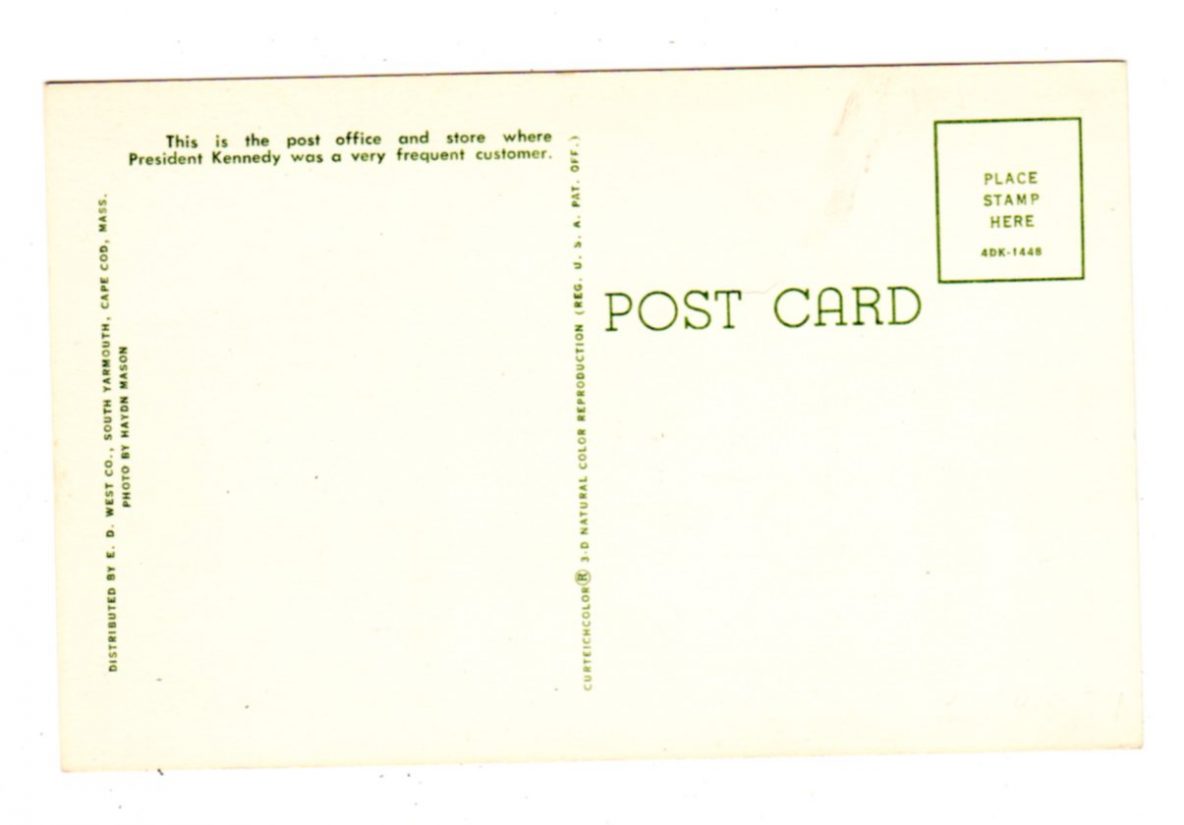 This is the post office and store where
President Kennedy was a very frequent customer.
DISTRIBUTED BY E. D. WEST CO., SOUTH YARMOUTH, CAPE COD, MASS.
PHOTO BY HAYDN MASON
CURTEICHCOLOR® 3-D NATURAL COLOR REPRODUCTION (REG. U. S. A. PAT. OFF.)
POST CARD
PLACE
STAMP
HERE
4DK-1448